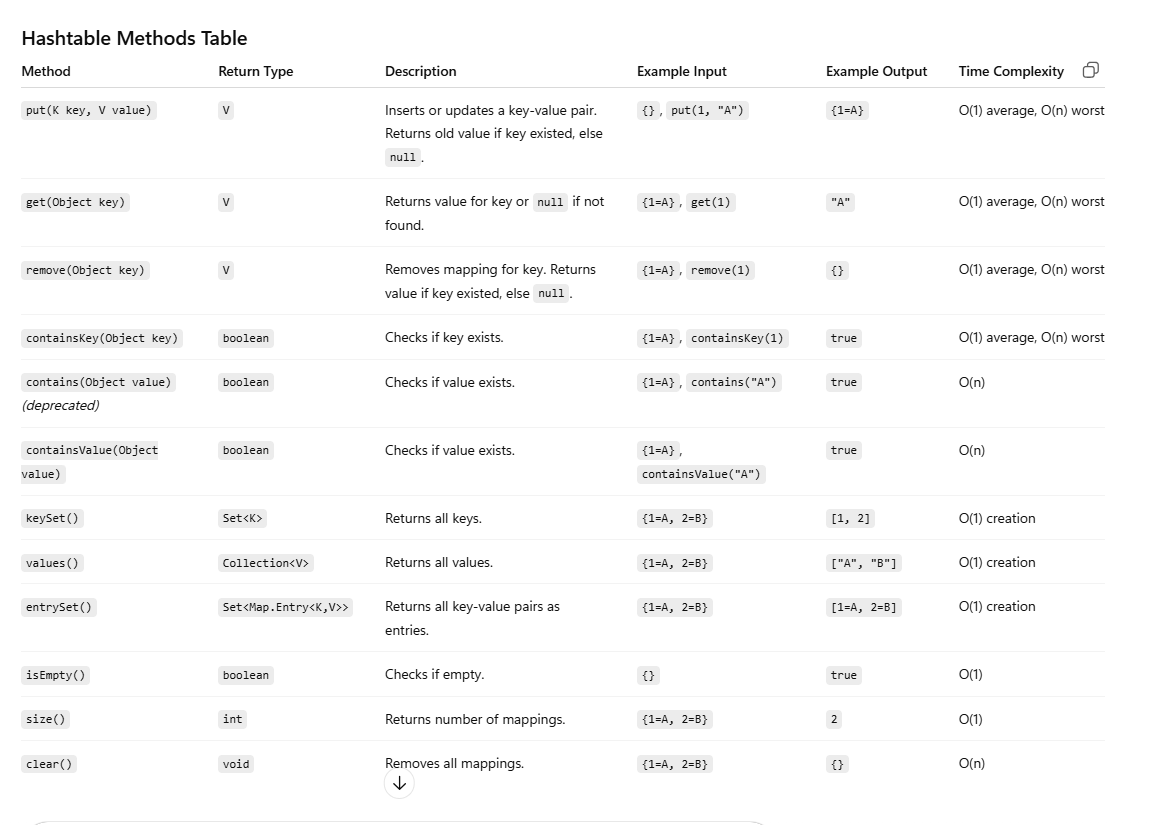 Hashtable Methods Table
Method Return Type Description Example Input Example Output Time Complexity
put(K key, V value) V Inserts or updates a key-value pair. {} , put(1, "A") {1=A} O(1) average, O(n) worst
Returns old value if key existed, else
null .
get(Object key) V Returns value for key or null if not {1=A} , get(1) "A" O(1) average, O(n) worst
found.
remove(Object key) V Removes mapping for key. Returns {1=A} , remove(1) {} O(1) average, O(n) worst
value if key existed, else null .
containsKey(Object key) boolean Checks if key exists. {1=A} , containsKey(1) true O(1) average, O(n) worst
contains(Object value) boolean Checks if value exists. {1=A} , contains("A") true O(n)
(deprecated)
containsValue(Object boolean Checks if value exists. {1=A} , true O(n)
value) containsValue("A")
keySet() Set<K> Returns all keys. {1=A, 2=B} [1, 2] O(1) creation
values() Collection<V> Returns all values. {1=A, 2=B} ["A", "B"] O(1) creation
entrySet() Set<Map.Entry<K,V>> Returns all key-value pairs as {1=A, 2=B} [1=A, 2=B] O(1) creation
entries.
isEmpty() boolean Checks if empty. {} true O(1)
size() int Returns number of mappings. {1=A, 2=B} 2 O(1)
clear() void Removes all mappings. {1=A, 2=B} {} O(n)